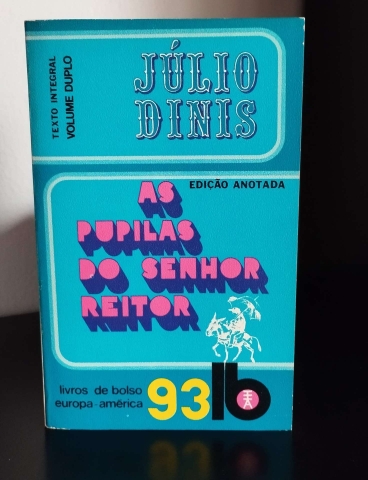 TEXTO INTEGRAL
VOLUME DUPLO
JÚLIO
DINIS
EDIÇÃO ANOTADA
AS
PUPILAS
DO SENHOR
REITOR
livros de bolso
europa-américa
93
lb